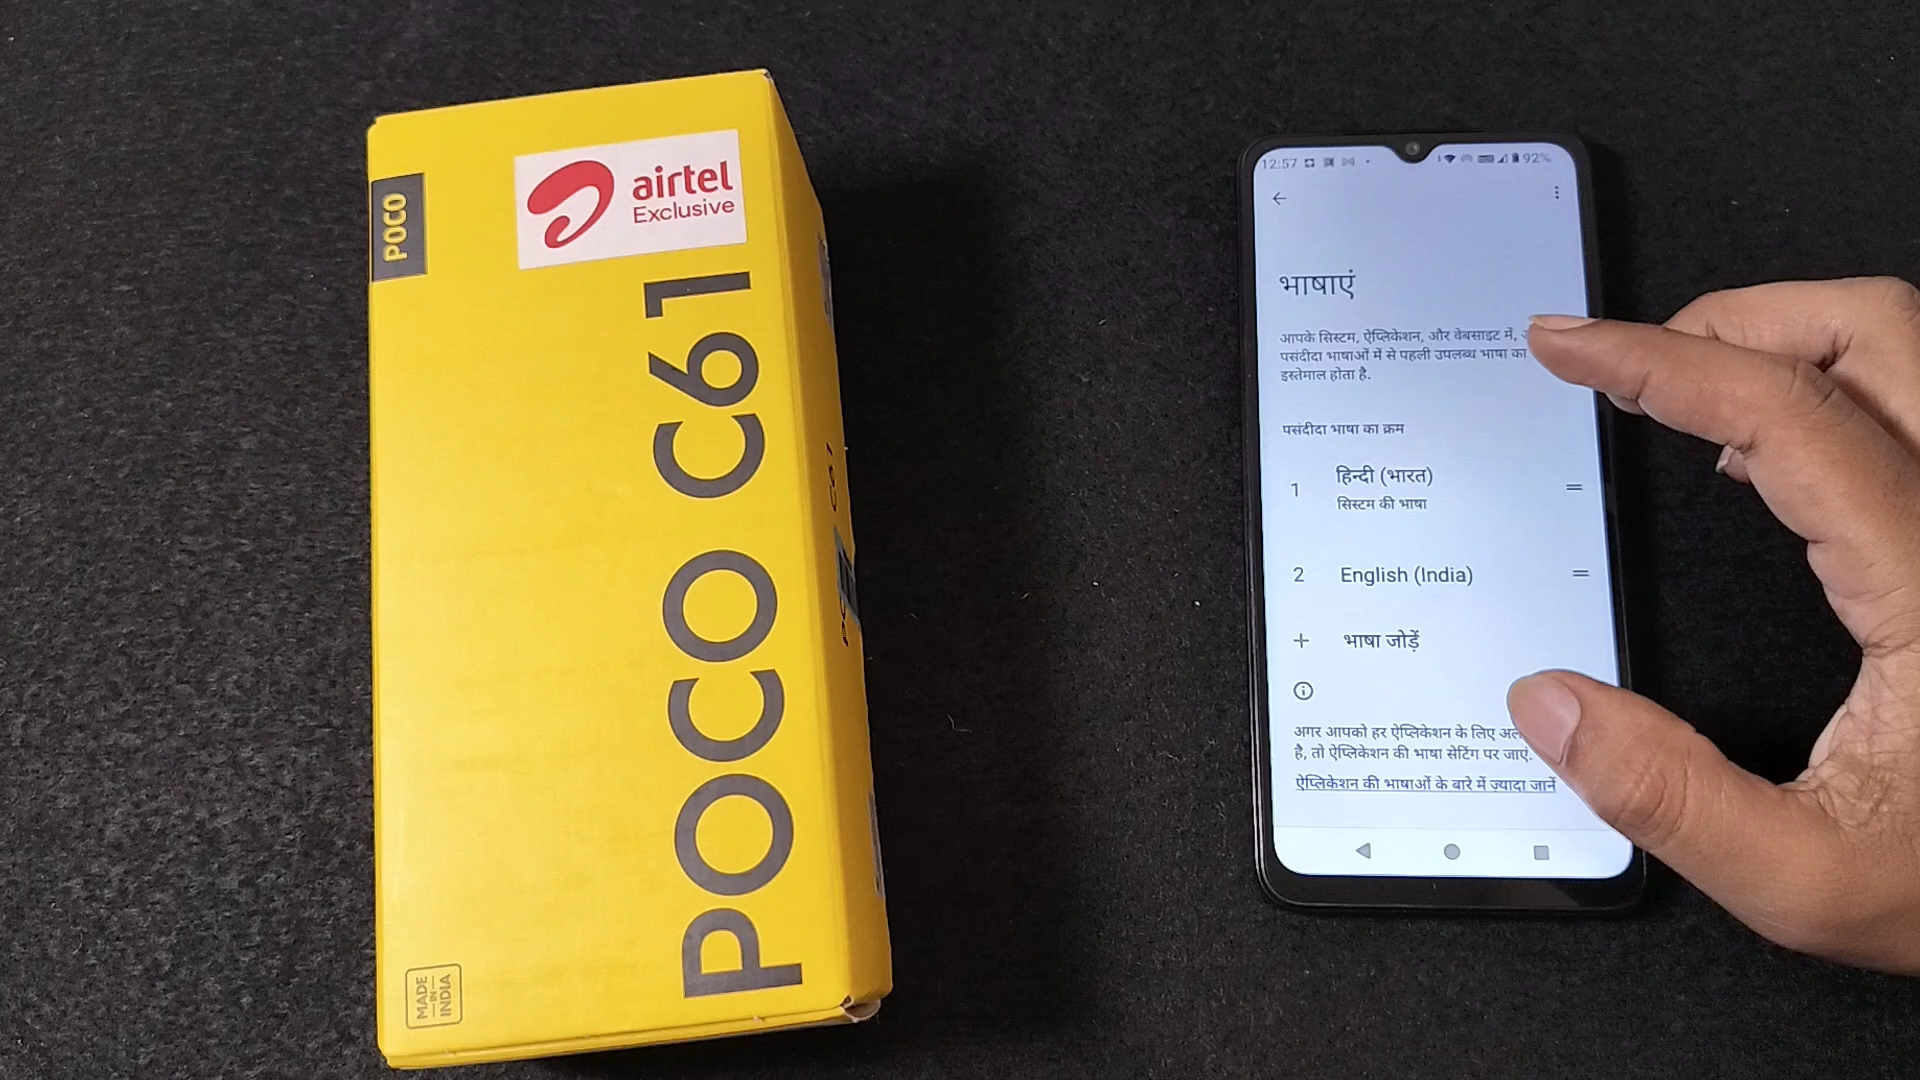 POCO
airtel
Exclusive
POCO C61
MADE
IN
INDIA
C61
12:57
92%
भाषाएं
आपके सिस्टम, ऐप्लिकेशन, और वेबसाइट में,
पसंदीदा भाषाओं में से पहली उपलब्ध भाषा का
इस्तेमाल होता है.
पसंदीदा भाषा का क्रम
1
हिन्दी (भारत)
सिस्टम की भाषा
2
English (India)
+ भाषा जोड़ें
अगर आपको हर ऐप्लिकेशन के लिए
है, तो ऐप्लिकेशन की भाषा सेटिंग पर जाएं.
ऐप्लिकेशन की भाषाओं के बारे में ज़्यादा जानें